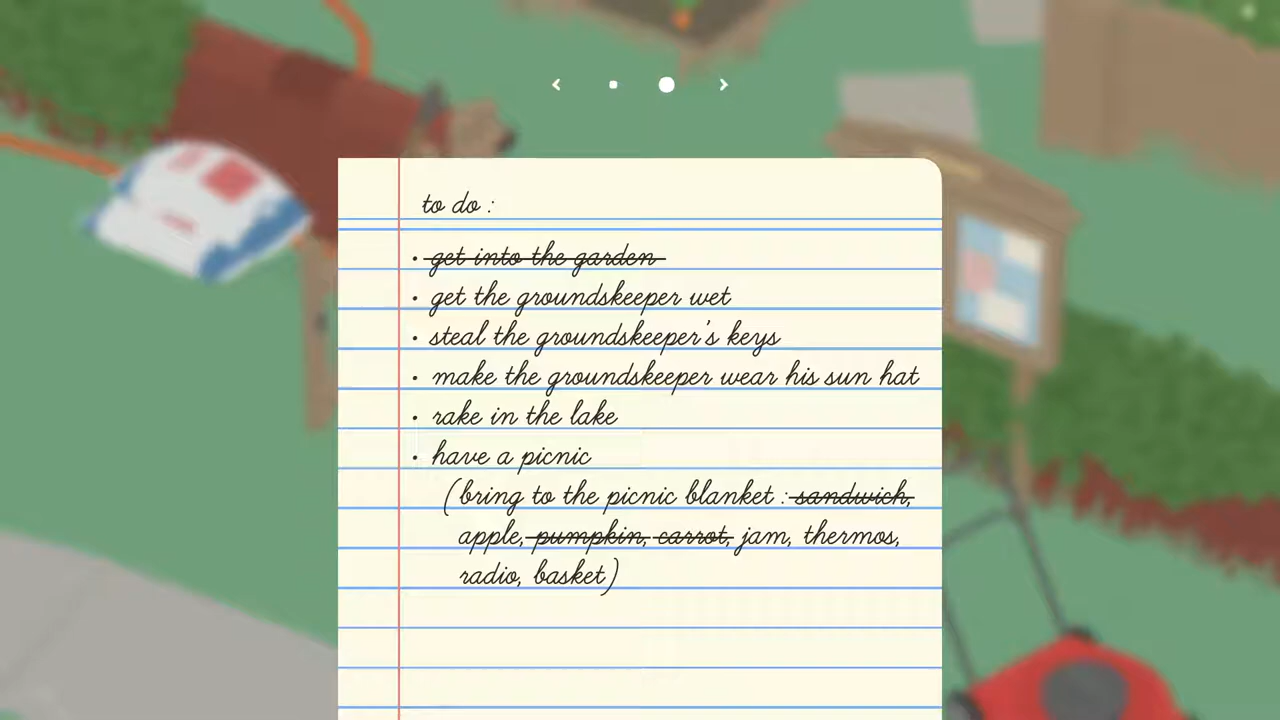 to do :
• get into the garden
• get the groundskeeper wet
• steal the groundskeeper's keys
• make the groundskeeper wear his sun hat
• rake in the lake
• have a picnic
(bring to the picnic blanket : sandwich,
apple, pumpkin, carrot, jam, thermos,
radio, basket)